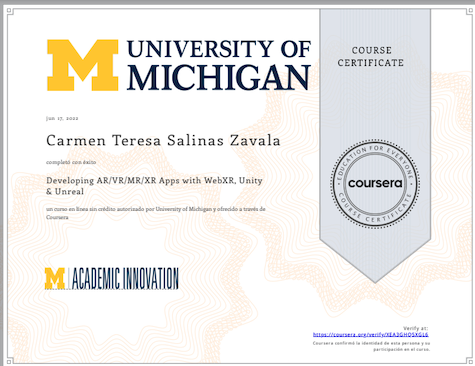 M UNIVERSITY OF
MICHIGAN
COURSE
CERTIFICATE
Jun 17, 2022
Carmen Teresa Salinas Zavala
completó con éxito
Developing AR/VR/MR/XR Apps with WebXR, Unity
& Unreal
un curso en línea sin crédito autorizado por University of Michigan y ofrecido a través de
Coursera
EDUCATION FOR EVERYONE
coursera
COURSE CERTIFICATE
M ACADEMIC INNOVATION
Verify at:
https://coursera.org/verify/XEA3GHOSXGL6
Coursera confirmó la identidad de esta persona y su
participación en el curso.